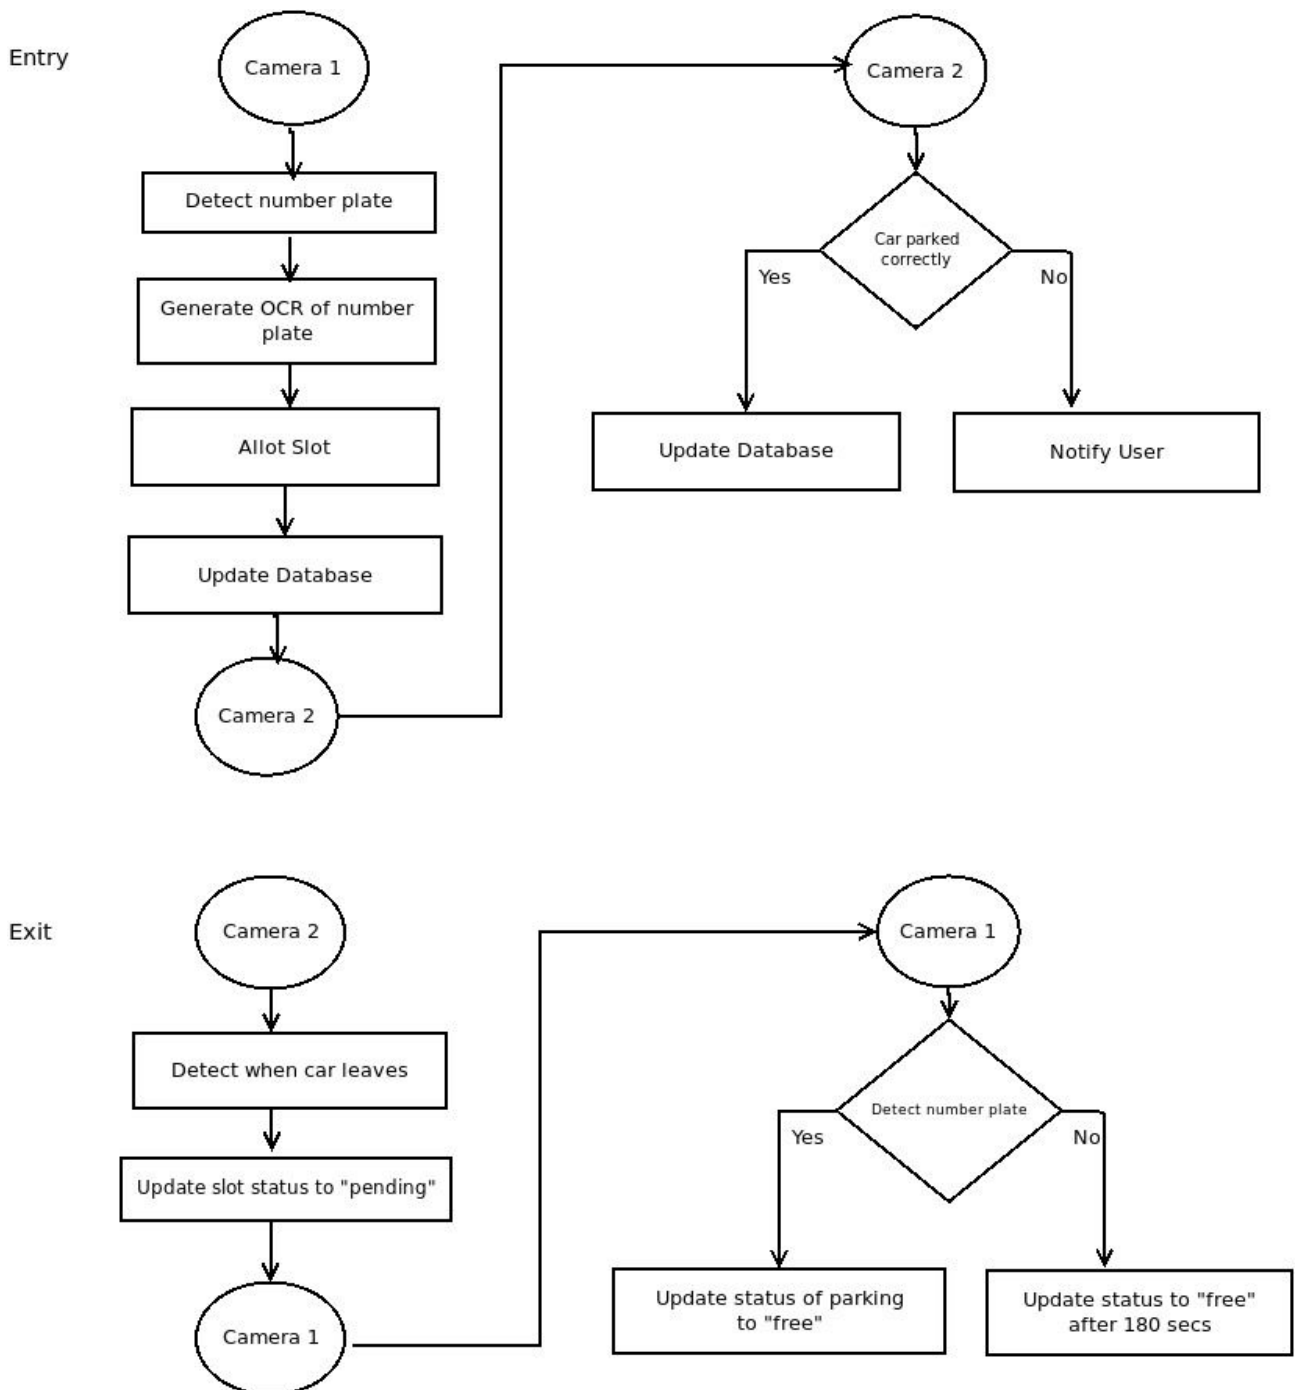 Entry
Camera 1
Detect number plate
Generate OCR of number
plate
Allot Slot
Update Database
Camera 2
Camera 2
Car parked
correctly
Yes
No
Update Database
Notify User
Exit
Camera 2
Detect when car leaves
Update slot status to "pending"
Camera 1
Camera 1
Detect number plate
Yes
No
Update status of parking
to "free"
Update status to "free"
after 180 secs